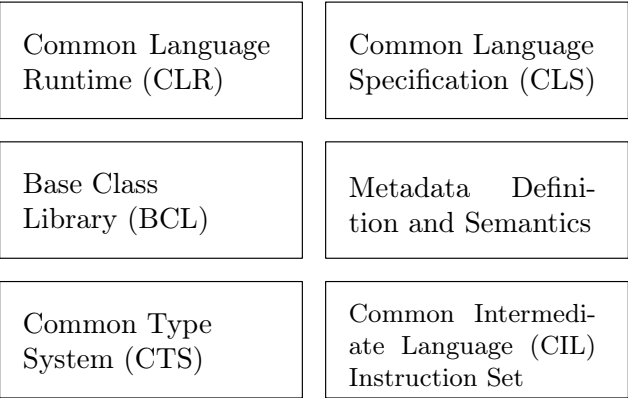 Common Language
Runtime (CLR)
Common Language
Specification (CLS)
Base Class
Library (BCL)
Metadata Defini-
tion and Semantics
Common Type
System (CTS)
Common Intermedi-
ate Language (CIL)
Instruction Set